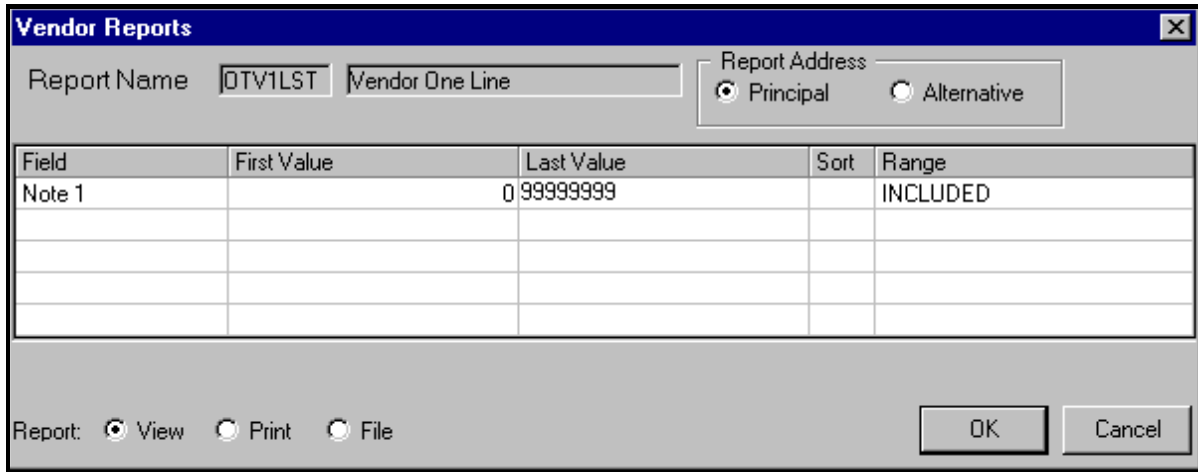 Vendor Reports
Report Name OTV1LST Vendor One Line
Report Address
Principal Alternative
Field First Value Last Value Sort Range
Note 1 0 99999999 INCLUDED
Report: View Print File OK Cancel